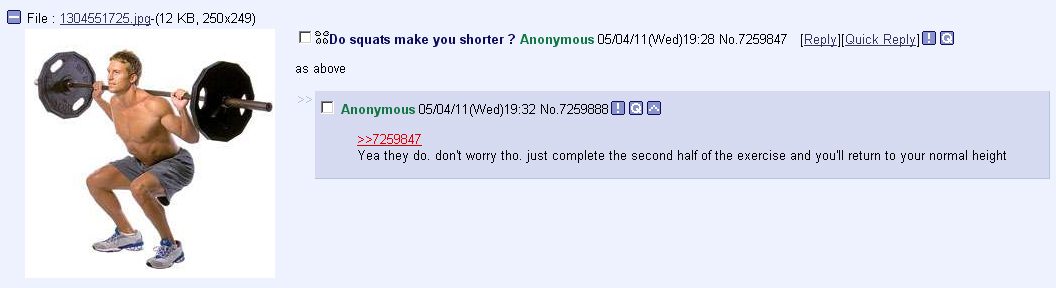 File : 1304551725.jpg-(12 KB, 250x249)
Do squats make you shorter ? Anonymous 05/04/11(Wed)19:28 No.7259847 [Reply][Quick Reply] ! Q
as above
>> Anonymous 05/04/11(Wed)19:32 No.7259888 ! Q
>>7259847
Yea they do. don't worry tho. just complete the second half of the exercise and you'll return to your normal height